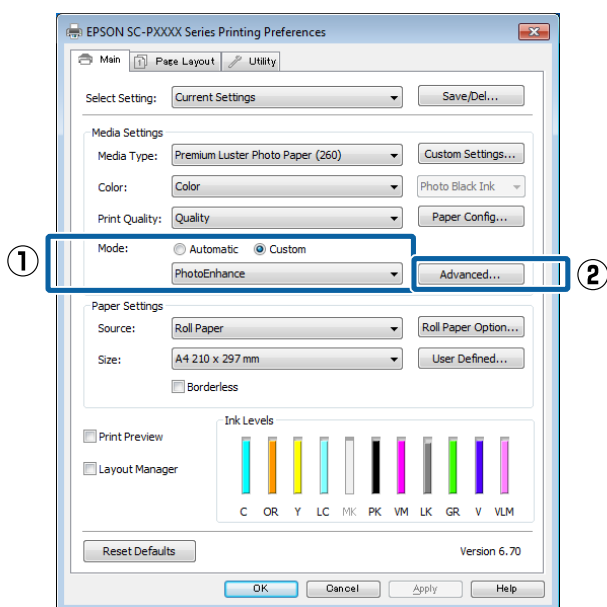 EPSON SC-PXXXX Series Printing Preferences
Main Page Layout Utility
Select Setting: Current Settings Save/Del...
Media Settings
Media Type: Premium Luster Photo Paper (260) Custom Settings...
Color: Color Photo Black Ink
Print Quality: Quality Paper Config...
Mode: Automatic Custom
① PhotoEnhance Advanced... ②
Paper Settings
Source: Roll Paper Roll Paper Option...
Size: A4 210 x 297 mm User Defined...
Borderless
Ink Levels
Print Preview
Layout Manager
C OR Y LC MK PK VM LK GR V VLM
Reset Defaults Version 6.70
OK Cancel Apply Help